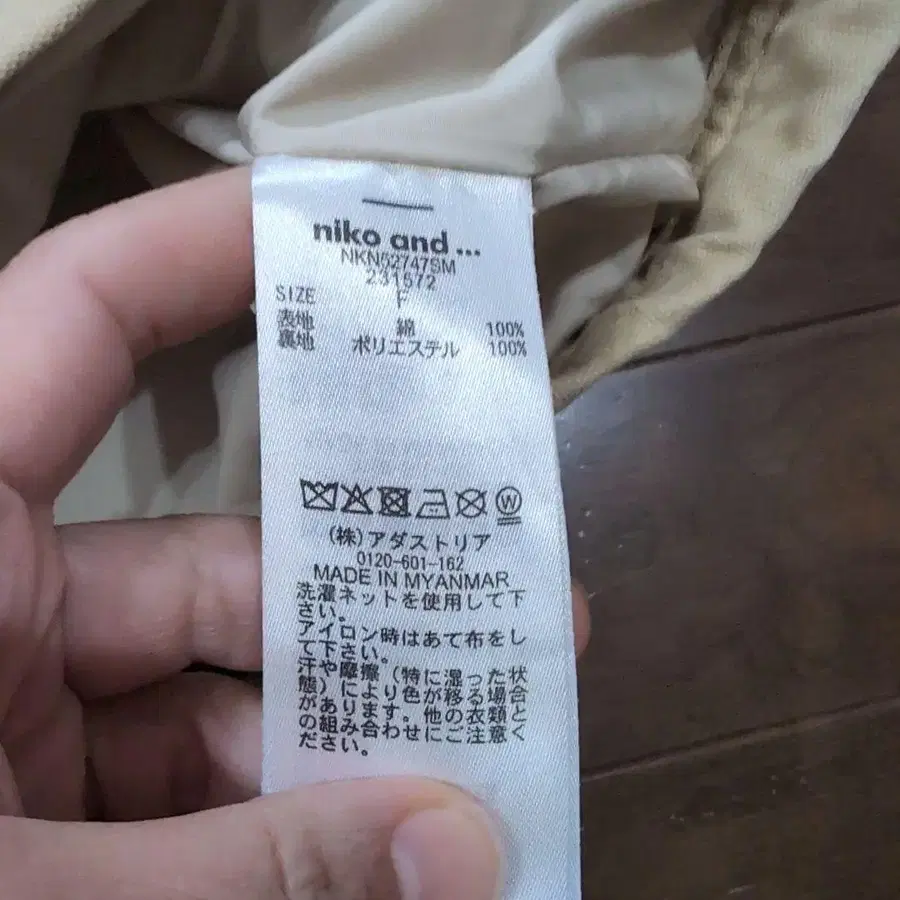 niko and ...
NKN52747SM
231572
SIZE F
表地 綿 100%
裏地 ポリエステル 100%
W
(株)アダストリア
0120-601-162
MADE IN MYANMAR
洗濯ネットを使用して下
さい。
アイロン時はあて布をし
て下さい。
汗や摩擦(特に湿った状
態)により色が移る場合
があります。他の衣類と
の組み合わせにご注意く
ださい。